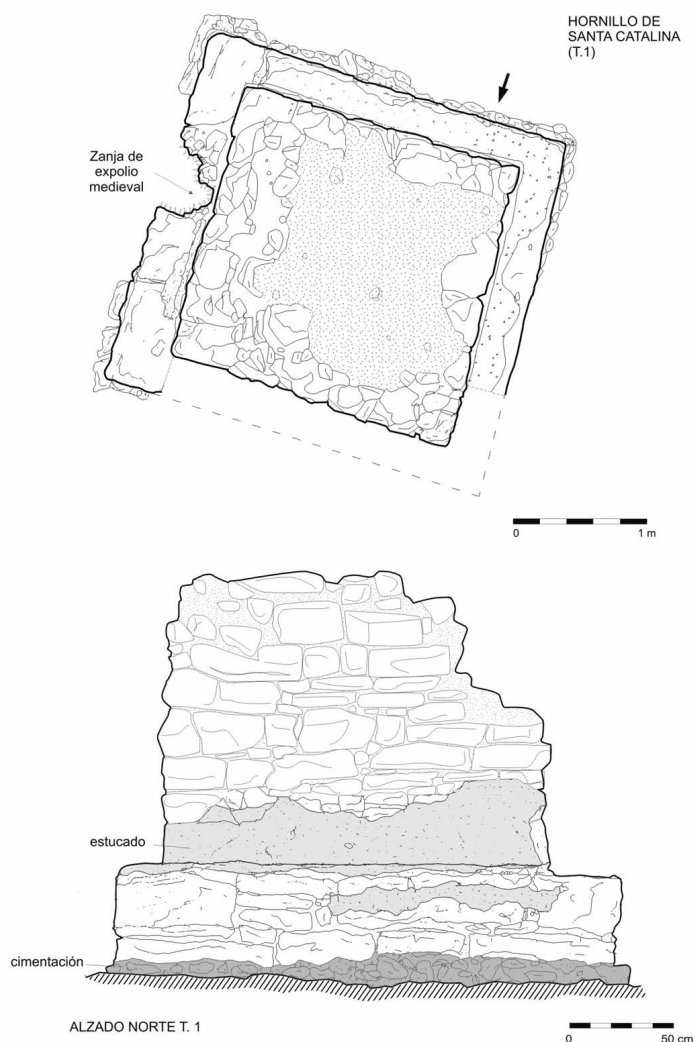 HORNILLO DE
SANTA CATALINA
(T.1)
Zanja de
expolio
medieval
0 1 m
estucado
cimentación
ALZADO NORTE T. 1
0 50 cm